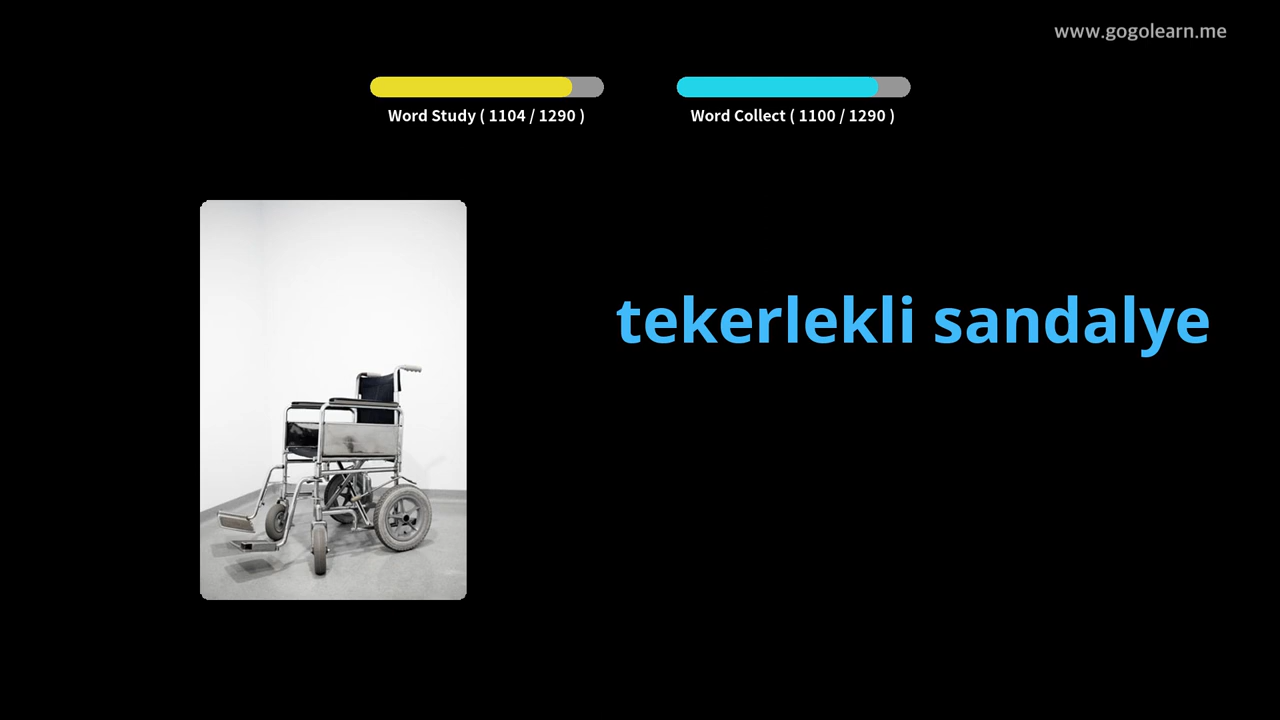 www.gogolearn.me
Word Study ( 1104 / 1290 )
Word Collect ( 1100 / 1290 )
tekerlekli sandalye